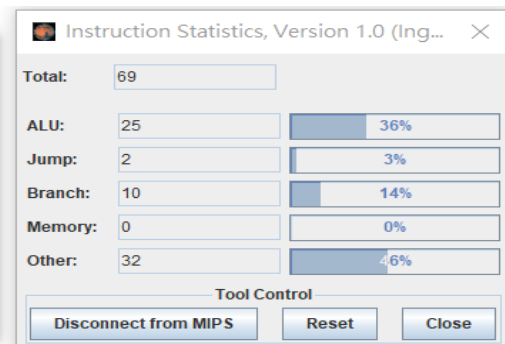 Instruction Statistics, Version 1.0 (Ing...
Total: 69
ALU: 25 36%
Jump: 2 3%
Branch: 10 14%
Memory: 0 0%
Other: 32 46%
Tool Control
Disconnect from MIPS Reset Close